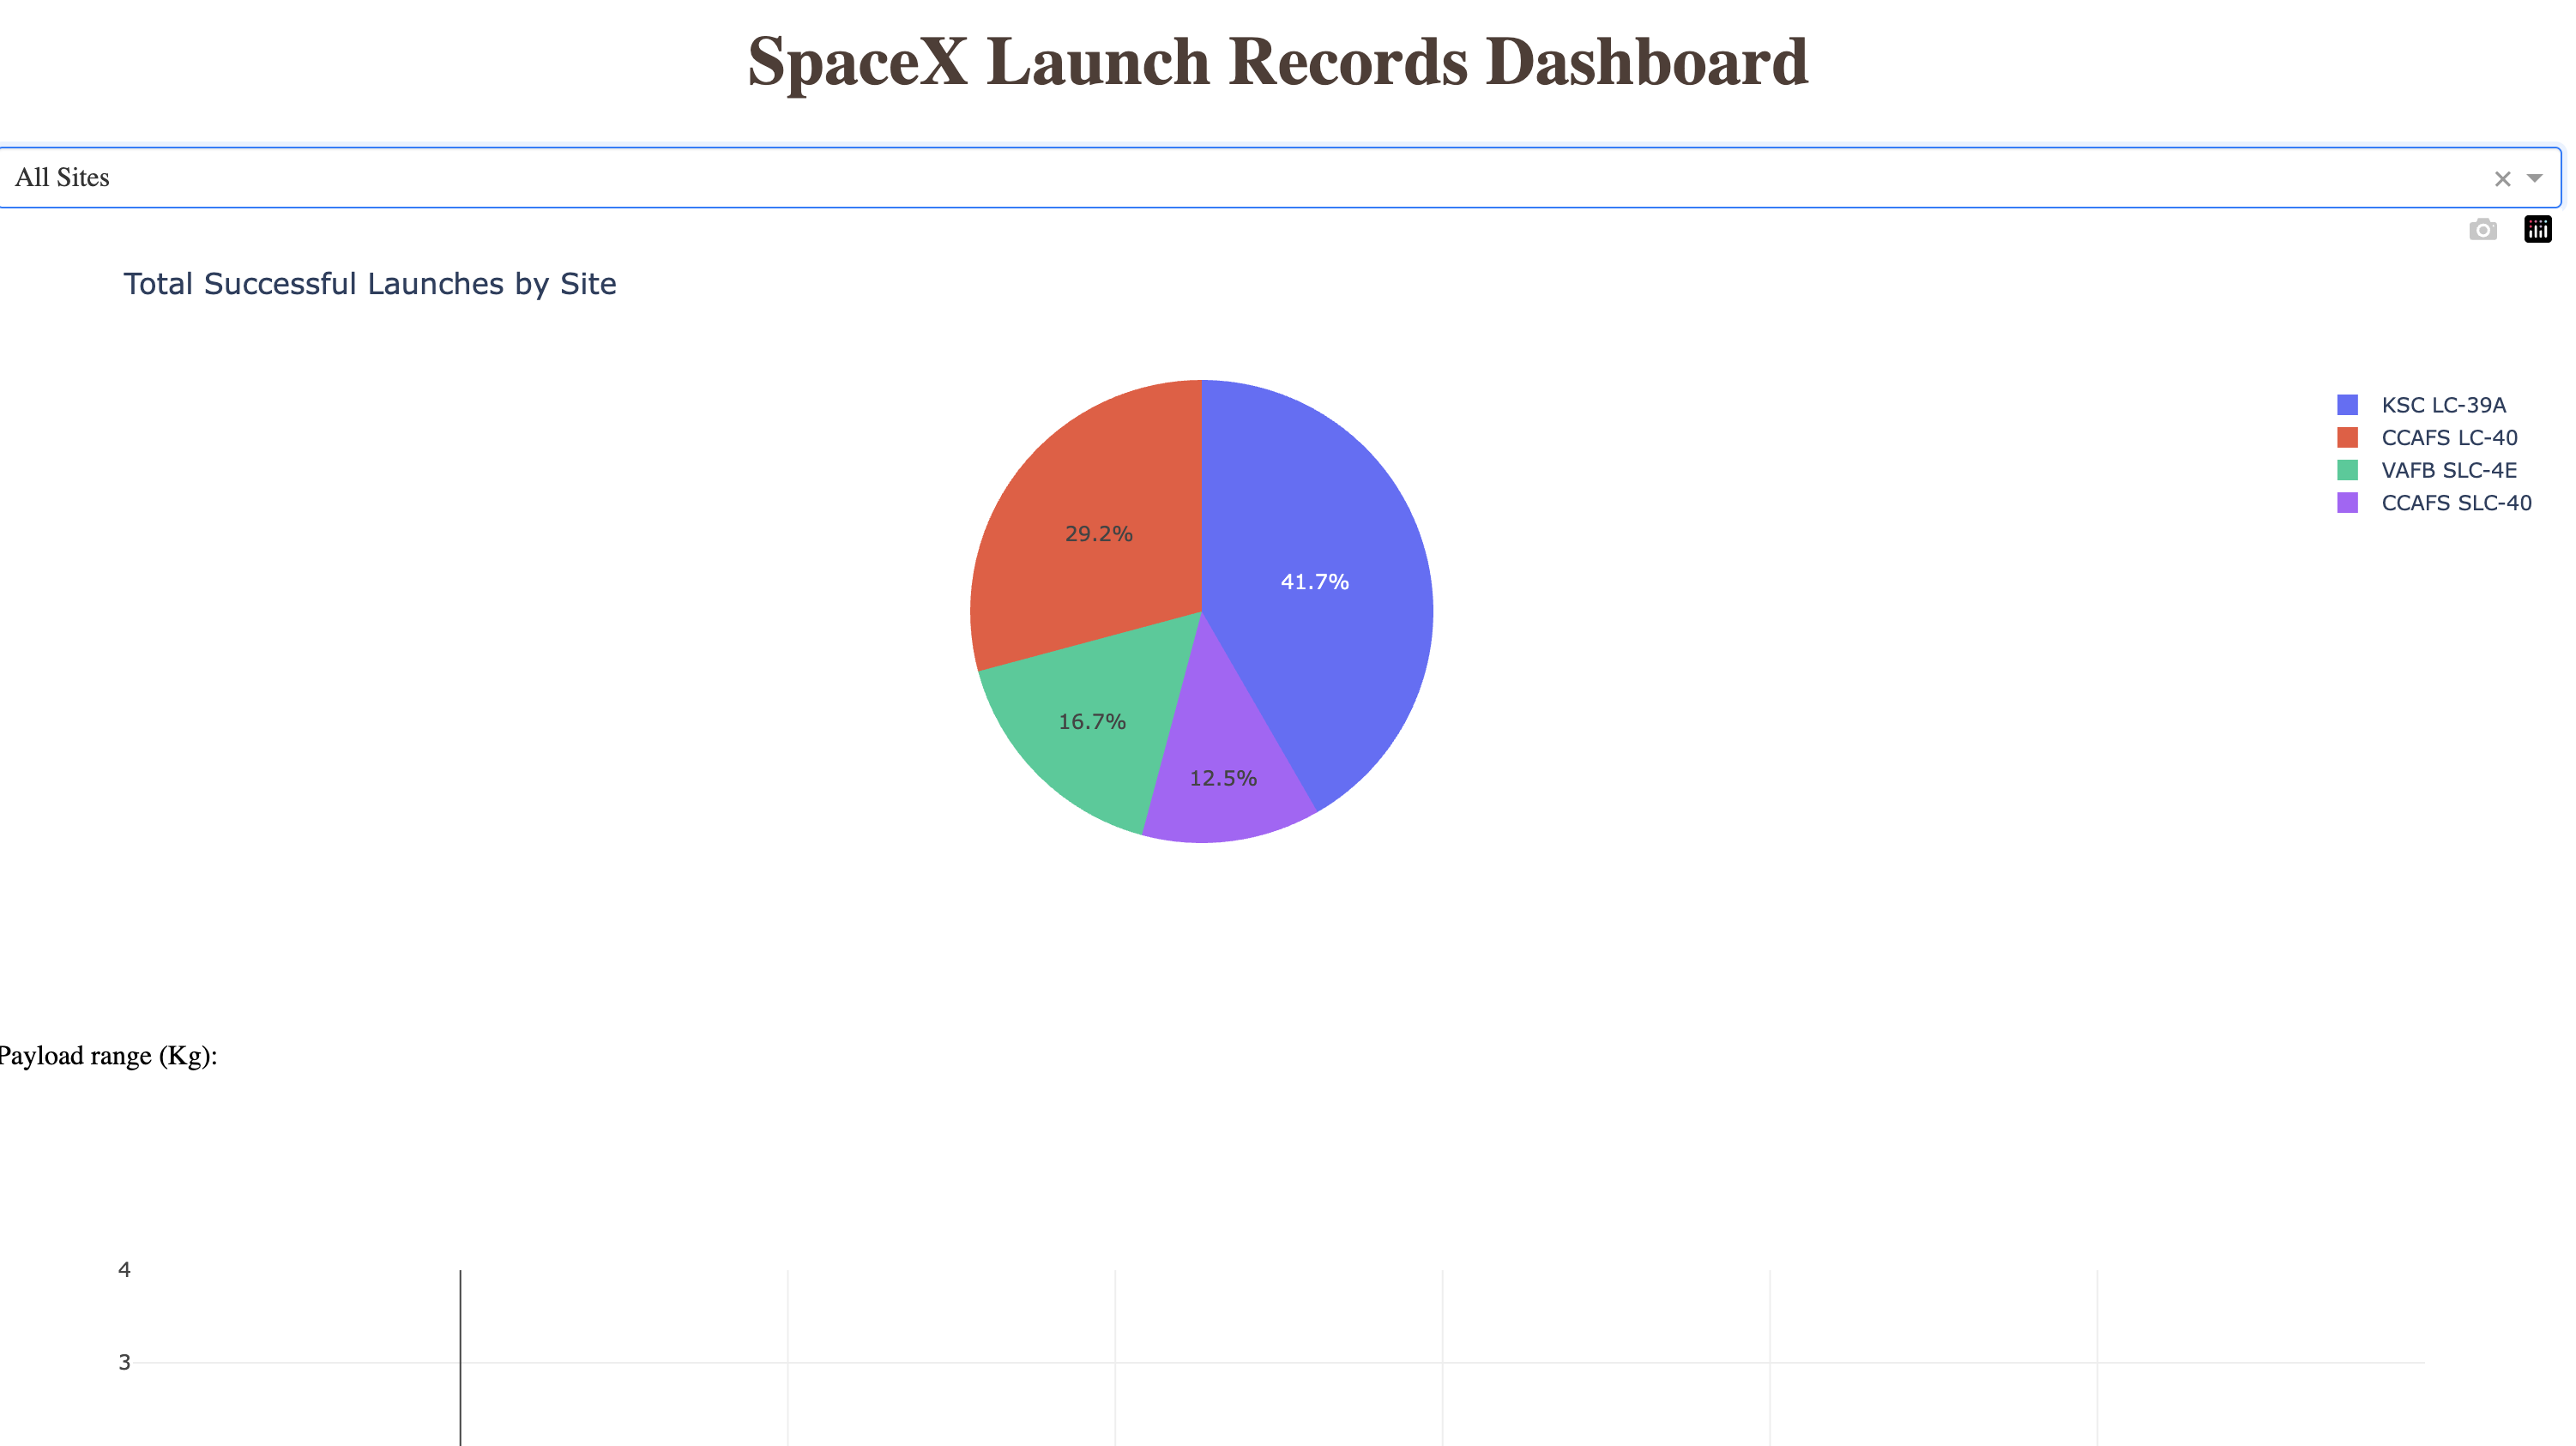 SpaceX Launch Records Dashboard
All Sites
Total Successful Launches by Site
KSC LC-39A
CCAFS LC-40
VAFB SLC-4E
CCAFS SLC-40
29.2%
41.7%
16.7%
12.5%
Payload range (Kg):
4
3